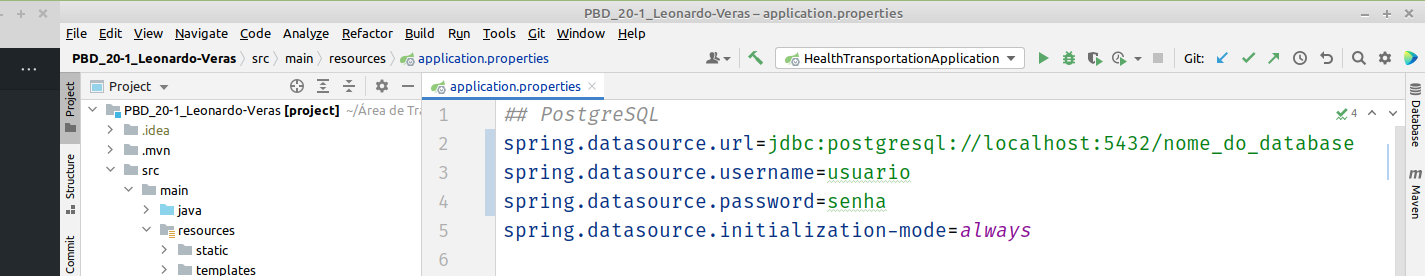 PBD_20-1_Leonardo-Veras – application.properties
File Edit View Navigate Code Analyze Refactor Build Run Tools Git Window Help
PBD_20-1_Leonardo-Veras 〉 src 〉 main 〉 resources 〉 application.properties HealthTransportationApplication Git:
Project application.properties
PBD_20-1_Leonardo-Veras [project] ~/Área de Tra
.idea
.mvn
src
main
java
resources
static
templates
1 ## PostgreSQL 4
2 spring.datasource.url=jdbc:postgresql://localhost:5432/nome_do_database
3 spring.datasource.username=usuario
4 spring.datasource.password=senha
5 spring.datasource.initialization-mode=always
6
Project
Structure
Commit
Database
m Maven